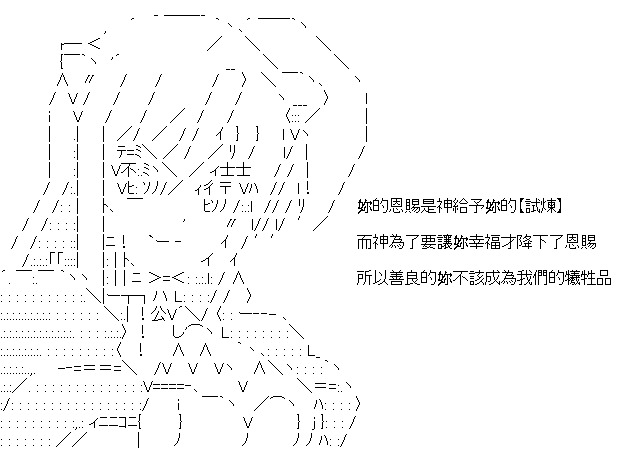 妳的恩賜是神給予妳的【試煉】
而神為了要讓妳幸福才降下了恩賜
所以善良的妳不該成為我們的犧牲品